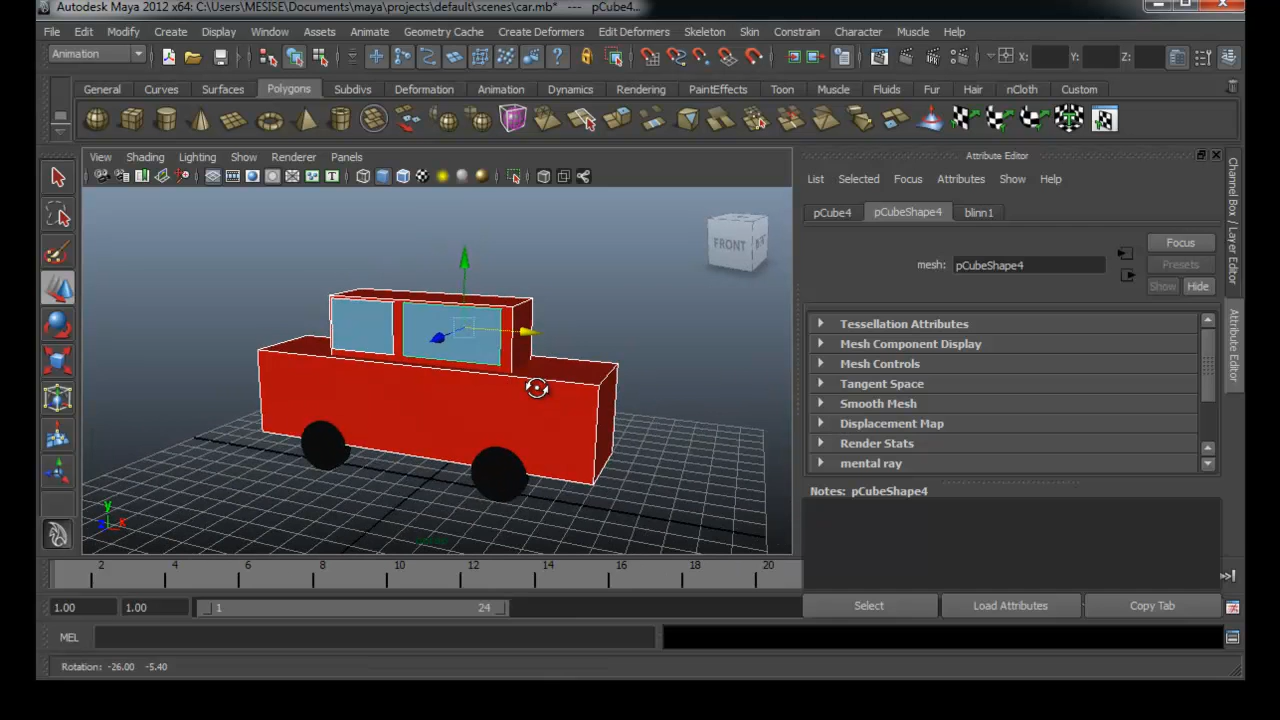 Autodesk Maya 2012 x64: C:\Users\MESISE\Documents\maya\projects\default\scenes\car.mb* --- pCube4...
File Edit Modify Create Display Window Assets Animate Geometry Cache Create Deformers Edit Deformers Skeleton Skin Constrain Character Muscle Help
Animation X: Y: Z:
General Curves Surfaces Polygons Subdivs Deformation Animation Dynamics Rendering PaintEffects Toon Muscle Fluids Fur Hair nCloth Custom
View Shading Lighting Show Renderer Panels
Attribute Editor
List Selected Focus Attributes Show Help
pCube4 pCubeShape4 blinn1
FRONT
Focus
mesh: pCubeShape4
Presets
Show Hide
Tessellation Attributes
Mesh Component Display
Mesh Controls
Tangent Space
Smooth Mesh
Displacement Map
Render Stats
mental ray
Notes: pCubeShape4
Channel Box / Layer Editor
Attribute Editor
y
z x
2 4 6 8 10 12 14 16 18 20
1.00 1.00 1 24
Select Load Attributes Copy Tab
MEL
Rotation: -26.00 -5.40